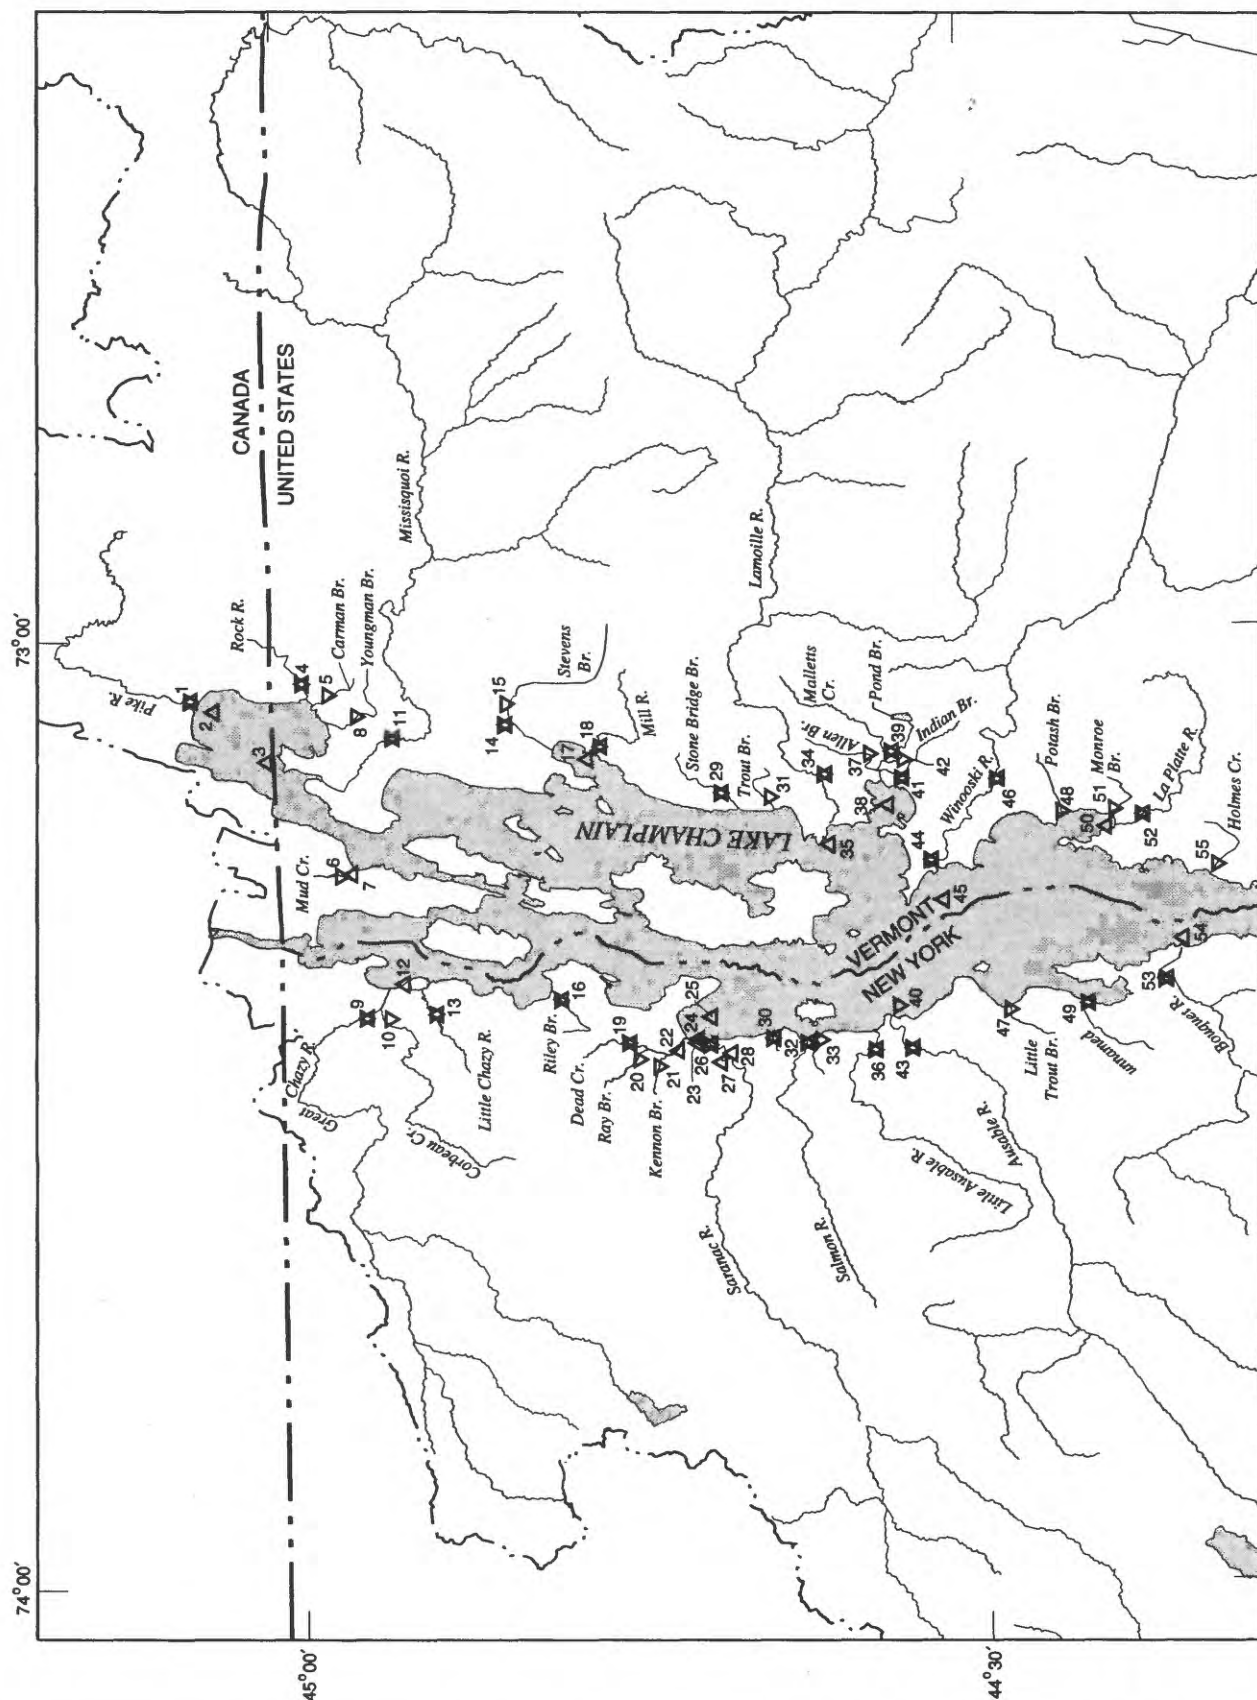 73°00'
74°00'
45°00'
44°30'
CANADA
UNITED STATES
Pike R.
1
2
3
Rock R.
4
5
Carman Br.
Youngman Br.
8
Missisquoi R.
11
Mud Cr.
6
7
Great
Chazy R.
9
10
12
Corbeau Cr.
13
Little Chazy R.
14
15
Stevens
Br.
Riley Br.
16
17
18
Mill R.
LAKE CHAMPLAIN
Dead Cr.
19
Ray Br.
20
Kennon Br.
21
22
23
24
25
26
27
28
Stone Bridge Br.
29
Trout Br.
31
Lamoille R.
Saranac R.
30
32
33
Salmon R.
Malletts
Cr.
34
35
Allen Br.
37
Pond Br.
38
39
Indian Br.
41
42
36
Little Ausable R.
43
Ausable R.
40
VERMONT
NEW YORK
44
45
Winooski R.
46
47
Little
Trout Br.
Potash Br.
48
49
unnamed
50
51
Monroe
Br.
52
La Platte R.
53
Bouquet R.
54
55
Holmes Cr.